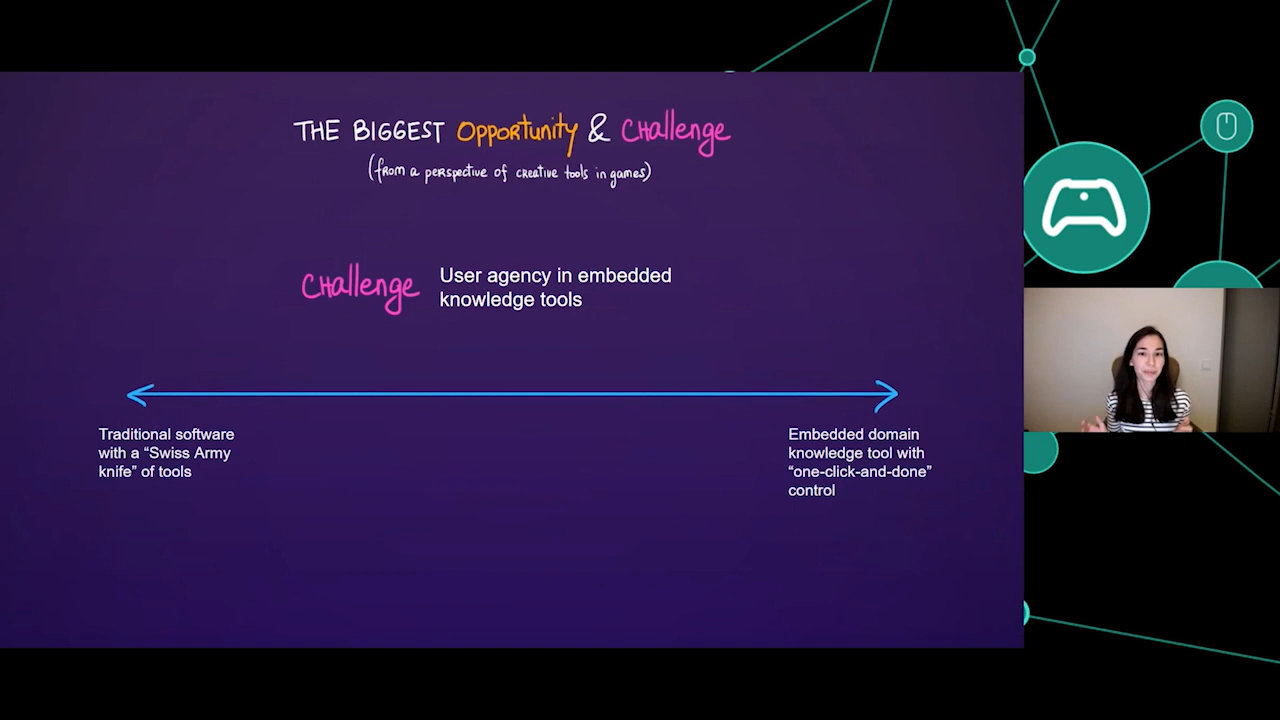 THE BIGGEST Opportunity & Challenge
(from a perspective of creative tools in games)
Challenge
User agency in embedded
knowledge tools
Traditional software
with a “Swiss Army
knife” of tools
Embedded domain
knowledge tool with
“one-click-and-done”
control